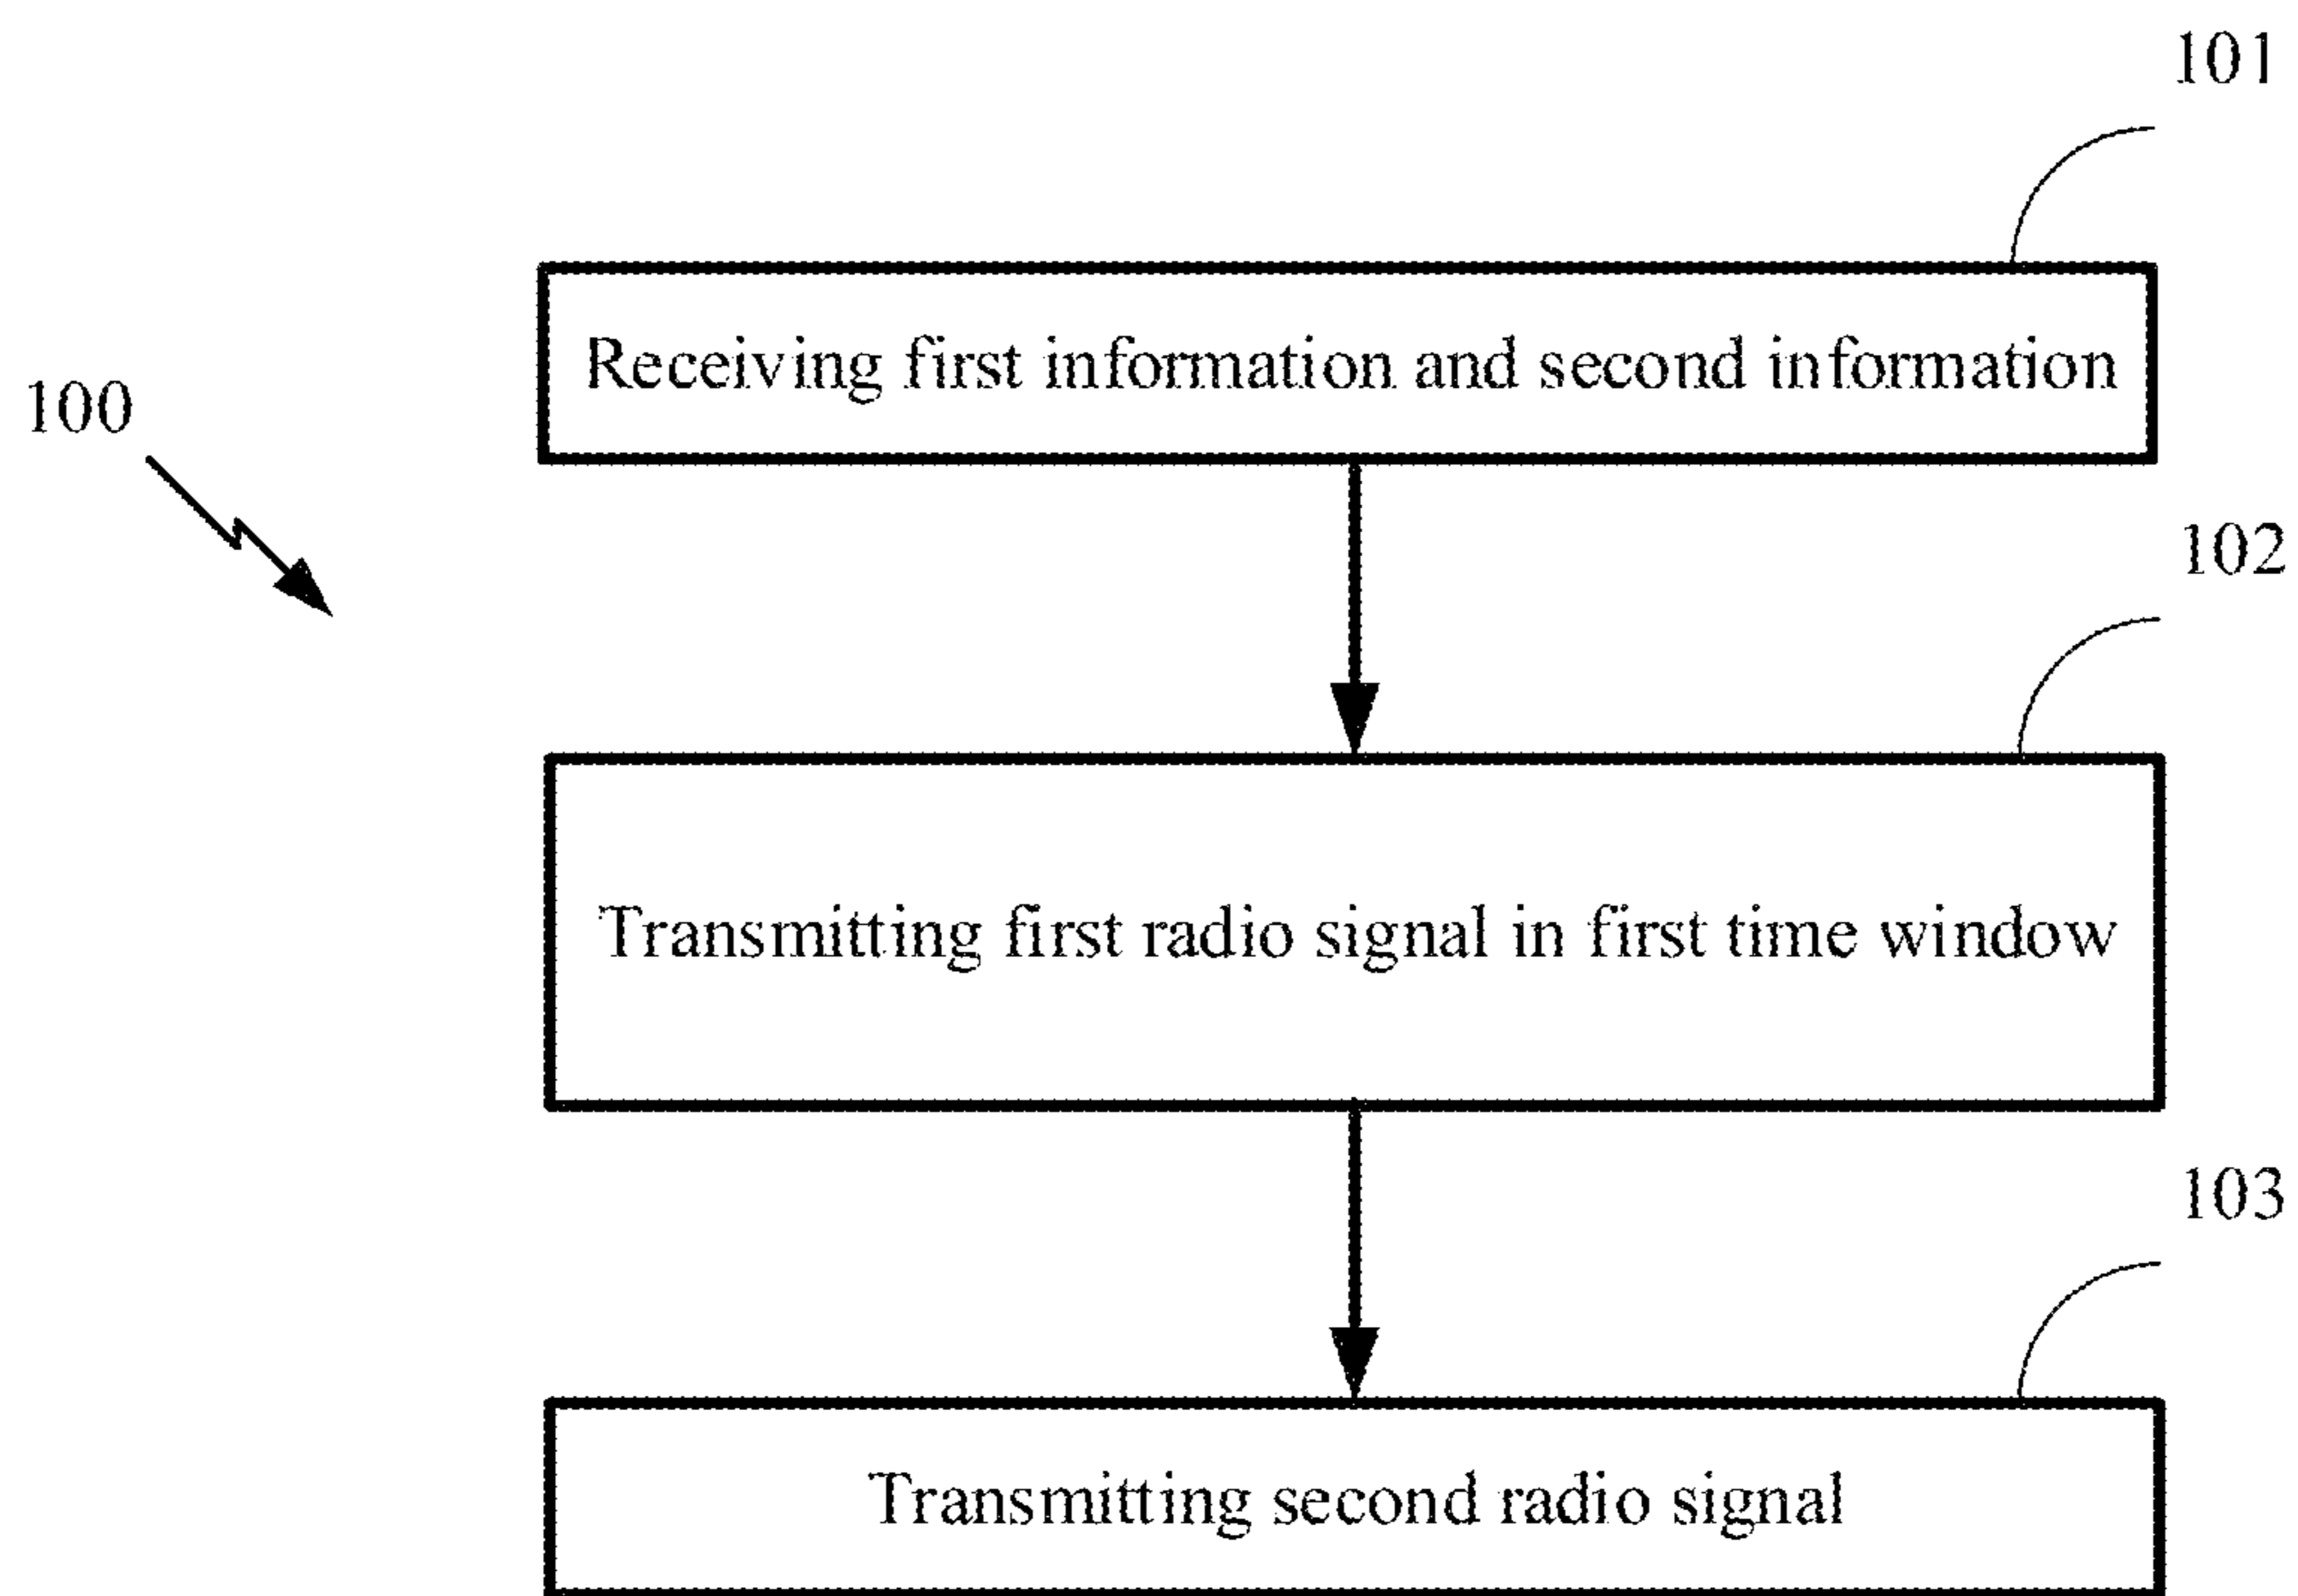 101
Receiving first information and second information
100
102
Transmitting first radio signal in first time window
103
Transmitting second radio signal